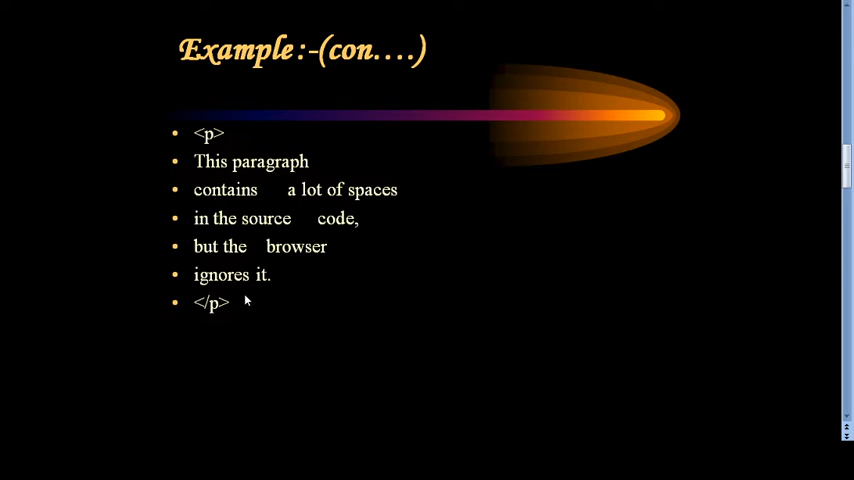 Example:-(con....)
• <p>
• This paragraph
• contains      a lot of spaces
• in the source      code,
• but the    browser
• ignores it.
• </p>